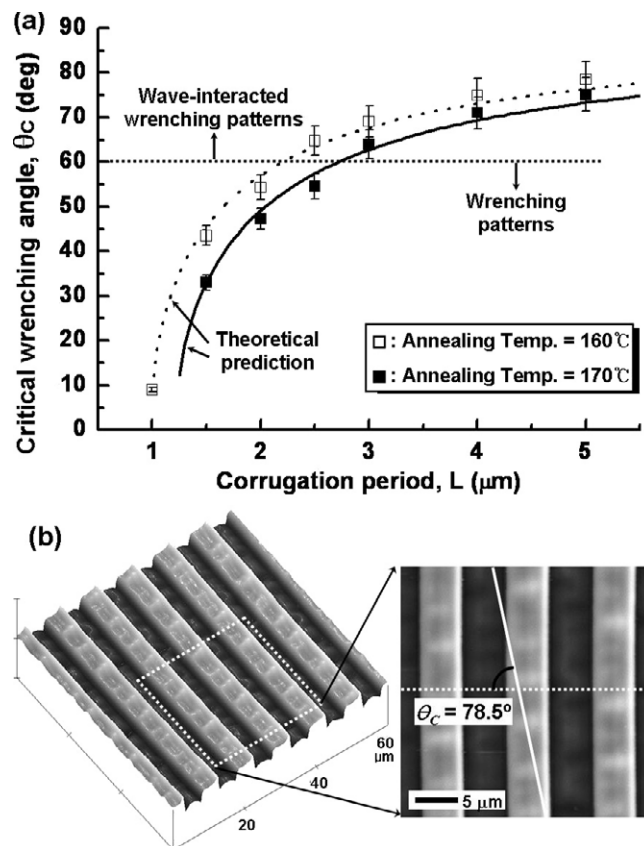 (a)
Critical wrenching angle, θc (deg)
90
80
70
60
50
40
30
20
10
0
Wave-interacted
wrenching patterns
Wrenching
patterns
Theoretical
prediction
□ : Annealing Temp. = 160℃
■ : Annealing Temp. = 170℃
1 2 3 4 5
Corrugation period, L (μm)
(b)
60
μm
40
20
θC = 78.5º
5 μm